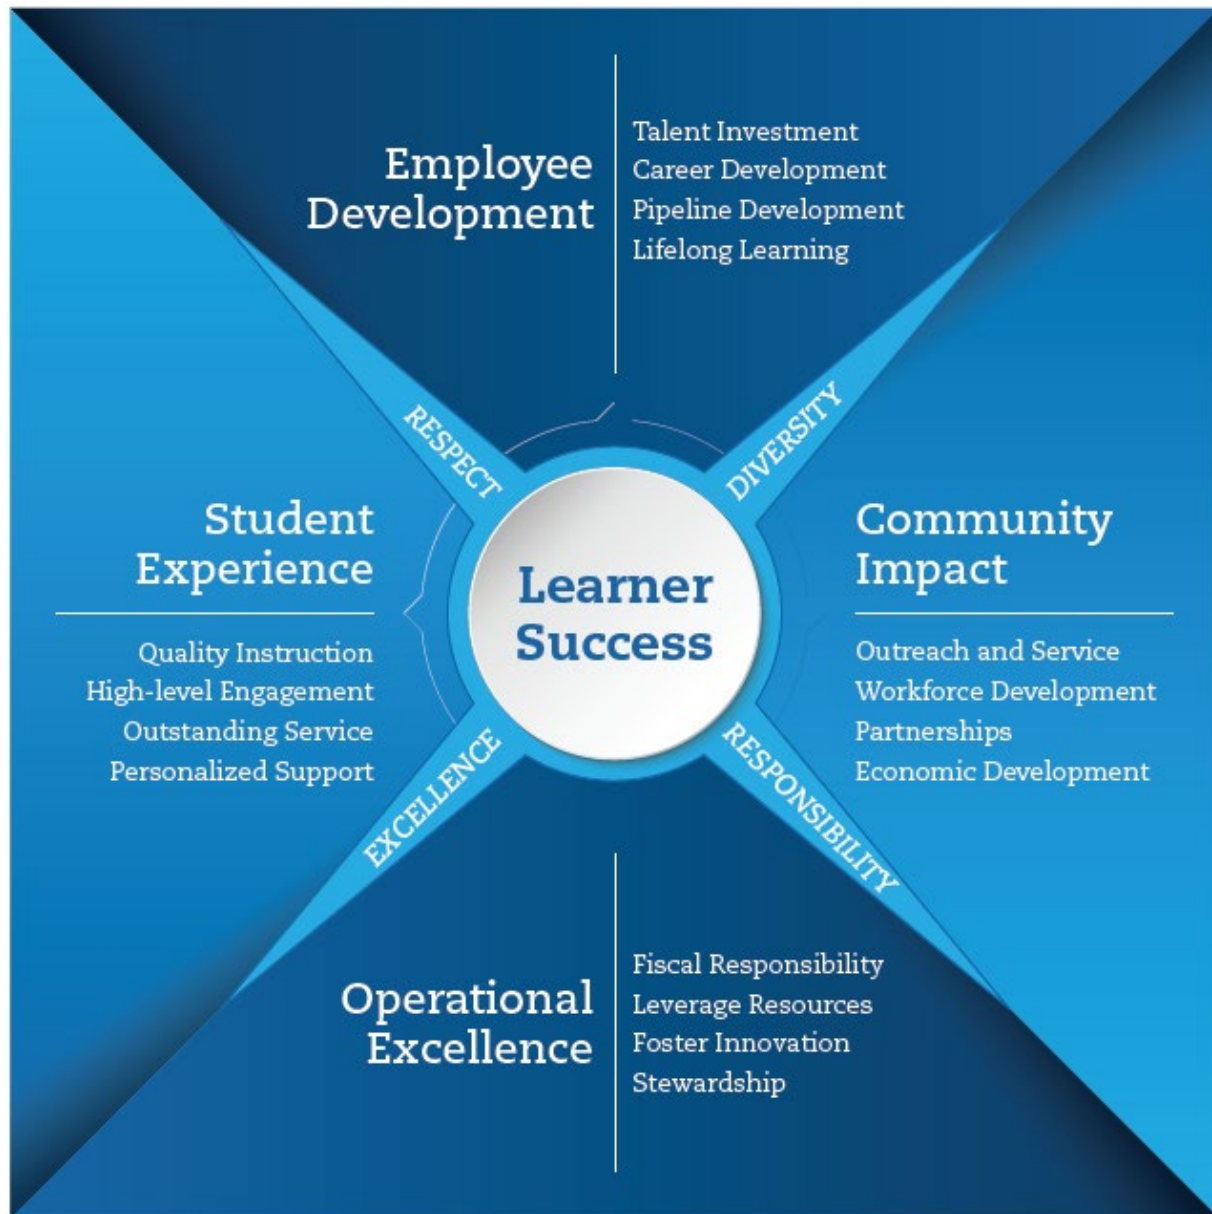 Employee
Development
Talent Investment
Career Development
Pipeline Development
Lifelong Learning
RESPECT
DIVERSITY
Student
Experience
Quality Instruction
High-level Engagement
Outstanding Service
Personalized Support
Learner
Success
Community
Impact
Outreach and Service
Workforce Development
Partnerships
Economic Development
EXCELLENCE
RESPONSIBILITY
Operational
Excellence
Fiscal Responsibility
Leverage Resources
Foster Innovation
Stewardship